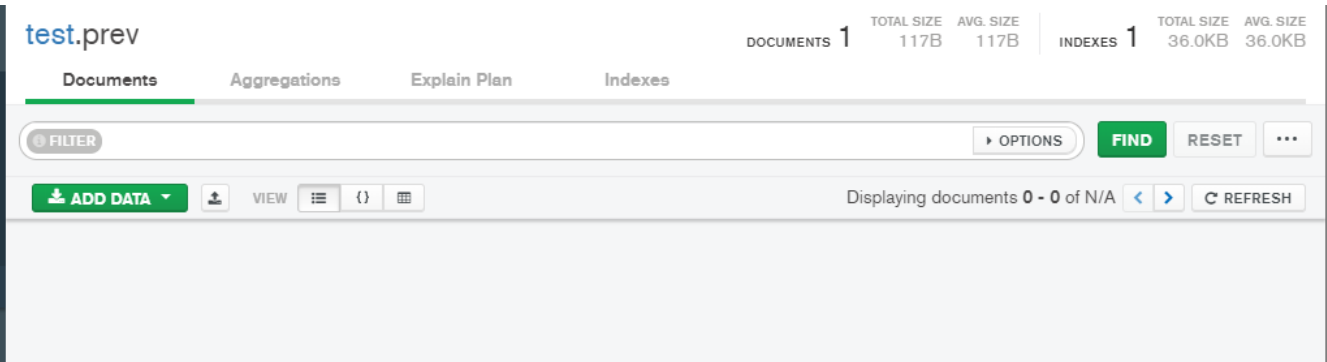 test.prev
DOCUMENTS 1 TOTAL SIZE 117B AVG. SIZE 117B INDEXES 1 TOTAL SIZE 36.0KB AVG. SIZE 36.0KB
Documents Aggregations Explain Plan Indexes
FILTER OPTIONS FIND RESET ...
ADD DATA VIEW {} Displaying documents 0 - 0 of N/A < > REFRESH